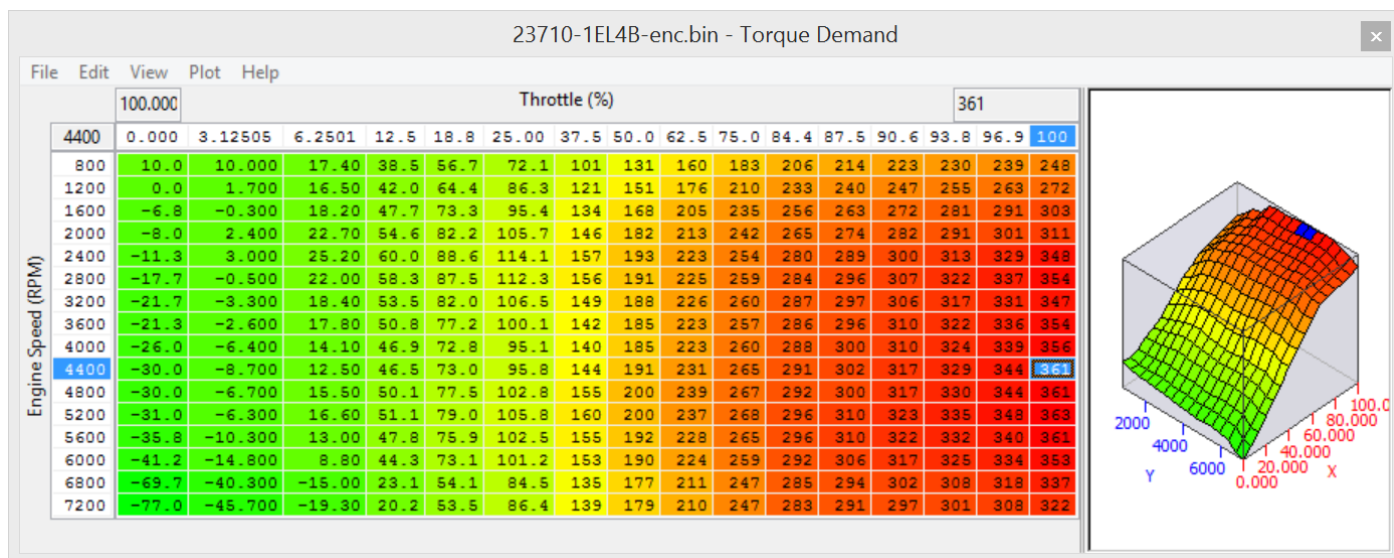 23710-1EL4B-enc.bin - Torque Demand
×
File Edit View Plot Help
100.000 Throttle (%) 361
4400 0.000 3.12505 6.2501 12.5 18.8 25.00 37.5 50.0 62.5 75.0 84.4 87.5 90.6 93.8 96.9 100
Engine Speed (RPM)
800 10.0 10.000 17.40 38.5 56.7 72.1 101 131 160 183 206 214 223 230 239 248
1200 0.0 1.700 16.50 42.0 64.4 86.3 121 151 176 210 233 240 247 255 263 272
1600 -6.8 -0.300 18.20 47.7 73.3 95.4 134 168 205 235 256 263 272 281 291 303
2000 -8.0 2.400 22.70 54.6 82.2 105.7 146 182 213 242 265 274 282 291 301 311
2400 -11.3 3.000 25.20 60.0 88.6 114.1 157 193 223 254 280 289 300 313 329 348
2800 -17.7 -0.500 22.00 58.3 87.5 112.3 156 191 225 259 284 296 307 322 337 354
3200 -21.7 -3.300 18.40 53.5 82.0 106.5 149 188 226 260 287 297 306 317 331 347
3600 -21.3 -2.600 17.80 50.8 77.2 100.1 142 185 223 257 286 296 310 322 336 354
4000 -26.0 -6.400 14.10 46.9 72.8 95.1 140 185 223 260 288 300 310 324 339 356
4400 -30.0 -8.700 12.50 46.5 73.0 95.8 144 191 231 265 291 302 317 329 344 361
4800 -30.0 -6.700 15.50 50.1 77.5 102.8 155 200 239 267 292 300 317 330 344 361
5200 -31.0 -6.300 16.60 51.1 79.0 105.8 160 200 237 268 296 310 323 335 348 363
5600 -35.8 -10.300 13.00 47.8 75.9 102.5 155 192 228 265 296 310 322 332 340 361
6000 -41.2 -14.800 8.80 44.3 73.1 101.2 153 190 224 259 292 306 317 325 334 353
6800 -69.7 -40.300 -15.00 23.1 54.1 84.5 135 177 211 247 285 294 302 308 318 337
7200 -77.0 -45.700 -19.30 20.2 53.5 86.4 139 179 210 247 283 291 297 301 308 322
2000
4000
6000
Y
0.000
20.000
40.000
60.000
80.000
100.0
X